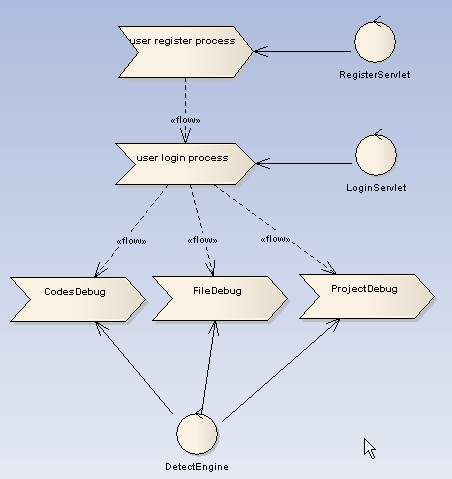 user register process
RegisterServlet
«flow»
user login process
LoginServlet
«flow»
«flow»
«flow»
CodesDebug
FileDebug
ProjectDebug
DetectEngine